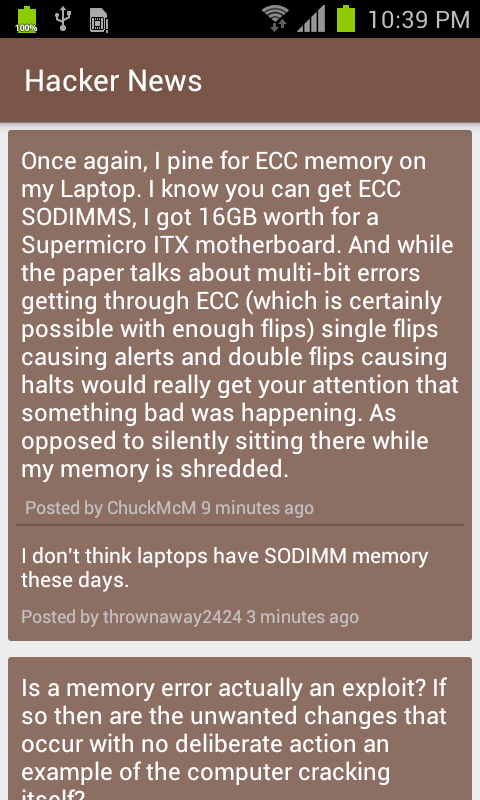 100%
10:39 PM
Hacker News
Once again, I pine for ECC memory on
my Laptop. I know you can get ECC
SODIMMS, I got 16GB worth for a
Supermicro ITX motherboard. And while
the paper talks about multi-bit errors
getting through ECC (which is certainly
possible with enough flips) single flips
causing alerts and double flips causing
halts would really get your attention that
something bad was happening. As
opposed to silently sitting there while
my memory is shredded.
Posted by ChuckMcM 9 minutes ago
I don't think laptops have SODIMM memory
these days.
Posted by thrownaway2424 3 minutes ago
Is a memory error actually an exploit? If
so then are the unwanted changes that
occur with no deliberate action an
example of the computer cracking
itself?